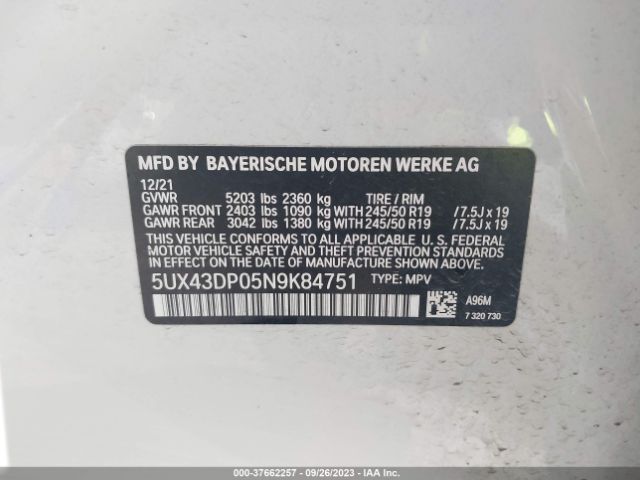 MFD BY BAYERISCHE MOTOREN WERKE AG
12/21
GVWR 5203 lbs 2360 kg TIRE / RIM
GAWR FRONT 2403 lbs 1090 kg WITH 245/50 R19 /7.5J x 19
GAWR REAR 3042 lbs 1380 kg WITH 245/50 R19 /7.5J x 19
THIS VEHICLE CONFORMS TO ALL APPLICABLE U. S. FEDERAL
MOTOR VEHICLE SAFETY AND THEFT PREVENTION STANDARDS
IN EFFECT ON THE DATE OF MANUFACTURE SHOWN ABOVE.
5UX43DP05N9K84751 TYPE: MPV
A96M
7 320 730
000-37662257 - 09/26/2023 - IAAI.COM